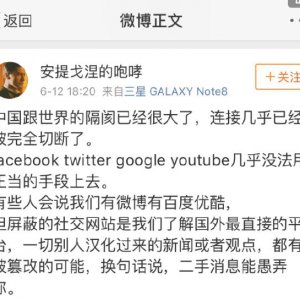 返回
微博正文
安提戈涅的咆哮
6-12 18:20 来自三星 GALAXY Note8
+关注
中国跟世界的隔阂已经很大了，连接几乎已经
被完全切断了。
facebook twitter google youtube几乎没法用
正当的手段上去。
有些人会说我们有微博有百度优酷，
但屏蔽的社交网站是我们了解国外最直接的平
台，一切别人汉化过来的新闻或者观点，都有
被篡改的可能，换句话说，二手消息能愚弄
你。